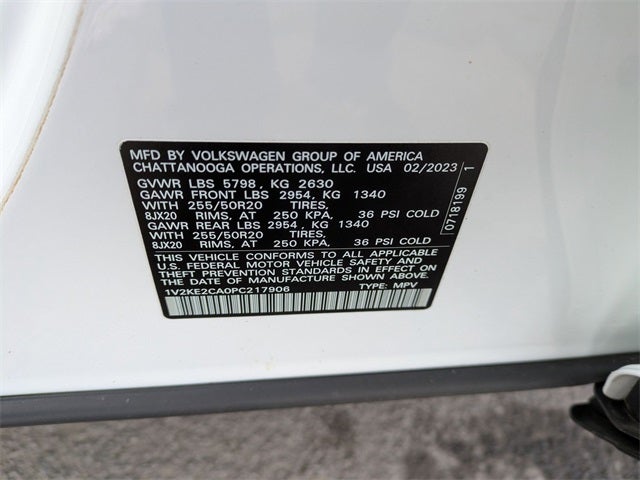 MFD BY VOLKSWAGEN GROUP OF AMERICA
CHATTANOOGA OPERATIONS, LLC. USA 02/2023
GVWR LBS 5798, KG 2630
GAWR FRONT LBS 2954, KG 1340
WITH 255/50R20 TIRES,
8JX20 RIMS, AT 250 KPA, 36 PSI COLD
GAWR REAR LBS 2954, KG 1340
WITH 255/50R20 TIRES,
8JX20 RIMS, AT 250 KPA, 36 PSI COLD
THIS VEHICLE CONFORMS TO ALL APPLICABLE
U.S. FEDERAL MOTOR VEHICLE SAFETY AND
THEFT PREVENTION STANDARDS IN EFFECT ON
THE DATE OF MANUFACTURE SHOWN ABOVE.
1V2KE2CA0PC217906 TYPE: MPV
0718199 1